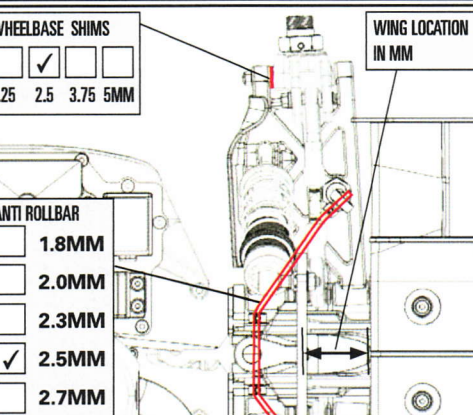 WHEELBASE SHIMS
2.5 3.75 5MM
WING LOCATION
IN MM
ANTI ROLLBAR
1.8MM
2.0MM
2.3MM
2.5MM
2.7MM